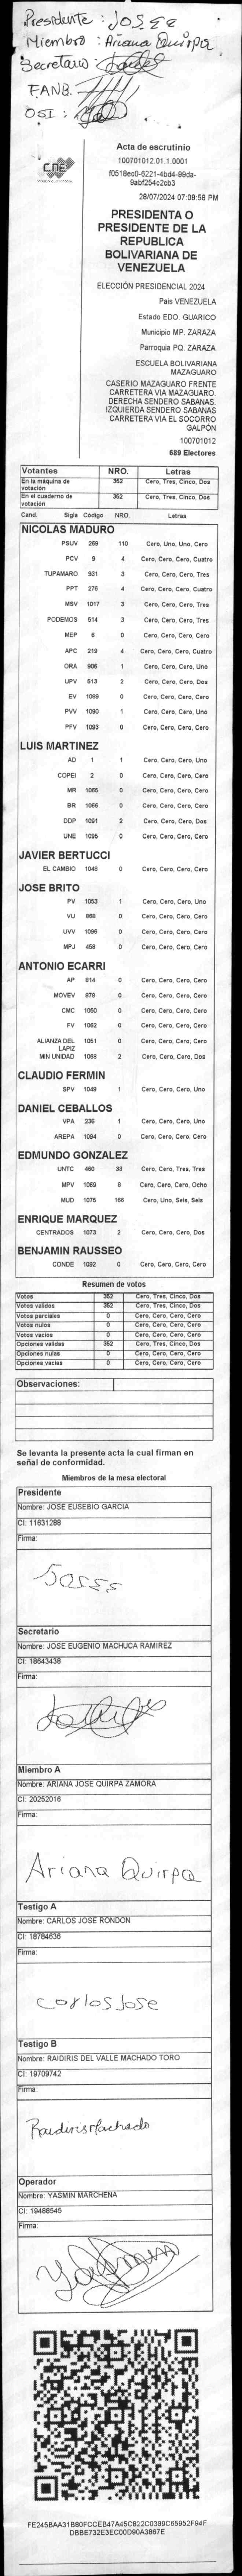 Presidente : JOSEE
Miembro : Ariana Quirpa
Secretario :
F.A.N.B.
OSI :
CNE
Acta de escrutinio
100701012.01.1.0001
f0518ec0-6221-4bd4-99da-
9abf254c2cb3
28/07/2024 07:08:58 PM
PRESIDENTA O
PRESIDENTE DE LA
REPUBLICA
BOLIVARIANA DE
VENEZUELA
ELECCIÓN PRESIDENCIAL 2024
Pais VENEZUELA
Estado EDO. GUARICO
Municipio MP. ZARAZA
Parroquia PQ. ZARAZA
ESCUELA BOLIVARIANA
MAZAGUARO
CASERIO MAZAGUARO FRENTE
CARRETERA VIA MAZAGUARO.
DERECHA SENDERO SABANAS.
IZQUIERDA SENDERO SABANAS
CARRETERA VIA EL SOCORRO
GALPÓN
100701012
689 Electores
Votantes NRO. Letras
En la máquina de votación 352 Cero, Tres, Cinco, Dos
En el cuaderno de votación 352 Cero, Tres, Cinco, Dos
Cand. Sigla Código NRO. Letras
NICOLAS MADURO
PSUV 269 110 Cero, Uno, Uno, Cero
PCV 9 4 Cero, Cero, Cero, Cuatro
TUPAMARO 931 3 Cero, Cero, Cero, Tres
PPT 276 4 Cero, Cero, Cero, Cuatro
MSV 1017 3 Cero, Cero, Cero, Tres
PODEMOS 514 3 Cero, Cero, Cero, Tres
MEP 6 0 Cero, Cero, Cero, Cero
APC 219 4 Cero, Cero, Cero, Cuatro
ORA 906 1 Cero, Cero, Cero, Uno
UPV 613 2 Cero, Cero, Cero, Dos
EV 1089 0 Cero, Cero, Cero, Cero
PVV 1090 1 Cero, Cero, Cero, Uno
PFV 1093 0 Cero, Cero, Cero, Cero
LUIS MARTINEZ
AD 1 1 Cero, Cero, Cero, Uno
COPEI 2 0 Cero, Cero, Cero, Cero
MR 1065 0 Cero, Cero, Cero, Cero
BR 1066 0 Cero, Cero, Cero, Cero
DDP 1091 2 Cero, Cero, Cero, Dos
UNE 1095 0 Cero, Cero, Cero, Cero
JAVIER BERTUCCI
EL CAMBIO 1048 0 Cero, Cero, Cero, Cero
JOSE BRITO
PV 1053 1 Cero, Cero, Cero, Uno
VU 868 0 Cero, Cero, Cero, Cero
UVV 1096 0 Cero, Cero, Cero, Cero
MPJ 458 0 Cero, Cero, Cero, Cero
ANTONIO ECARRI
AP 614 0 Cero, Cero, Cero, Cero
MOVEV 978 0 Cero, Cero, Cero, Cero
CMC 1050 0 Cero, Cero, Cero, Cero
FV 1062 0 Cero, Cero, Cero, Cero
ALIANZA DEL LAPIZ 1051 0 Cero, Cero, Cero, Cero
MIN UNIDAD 1068 2 Cero, Cero, Cero, Dos
CLAUDIO FERMIN
SPV 1049 1 Cero, Cero, Cero, Uno
DANIEL CEBALLOS
VPA 236 1 Cero, Cero, Cero, Uno
AREPA 1094 0 Cero, Cero, Cero, Cero
EDMUNDO GONZALEZ
UNTC 460 33 Cero, Cero, Tres, Tres
MPV 1069 8 Cero, Cero, Cero, Ocho
MUD 1075 166 Cero, Uno, Seis, Seis
ENRIQUE MARQUEZ
CENTRADOS 1073 2 Cero, Cero, Cero, Dos
BENJAMIN RAUSSEO
CONDE 1092 0 Cero, Cero, Cero, Cero
Resumen de votos
Votos 352 Cero, Tres, Cinco, Dos
Votos validos 352 Cero, Tres, Cinco, Dos
Votos parciales 0 Cero, Cero, Cero, Cero
Votos nulos 0 Cero, Cero, Cero, Cero
Votos vacios 0 Cero, Cero, Cero, Cero
Opciones validas 352 Cero, Tres, Cinco, Dos
Opciones nulas 0 Cero, Cero, Cero, Cero
Opciones vacias 0 Cero, Cero, Cero, Cero
Observaciones:
Se levanta la presente acta la cual firman en
señal de conformidad.
Miembros de la mesa electoral
Presidente
Nombre: JOSE EUSEBIO GARCIA
CI: 11631288
Firma:
Secretario
Nombre: JOSE EUGENIO MACHUCA RAMIREZ
CI: 18643438
Firma:
Miembro A
Nombre: ARIANA JOSE QUIRPA ZAMORA
CI: 20252016
Firma:
Ariana Quirpa
Testigo A
Nombre: CARLOS JOSE RONDON
CI: 18784636
Firma:
Carlos Jose
Testigo B
Nombre: RAIDIRIS DEL VALLE MACHADO TORO
CI: 19709742
Firma:
Raidiris Machado
Operador
Nombre: YASMIN MARCHENA
CI: 19488545
Firma:
FE245BAA31B80FCCEB47A45C822C0389C65952F94F
DBBE732E3EC00D90A3867E